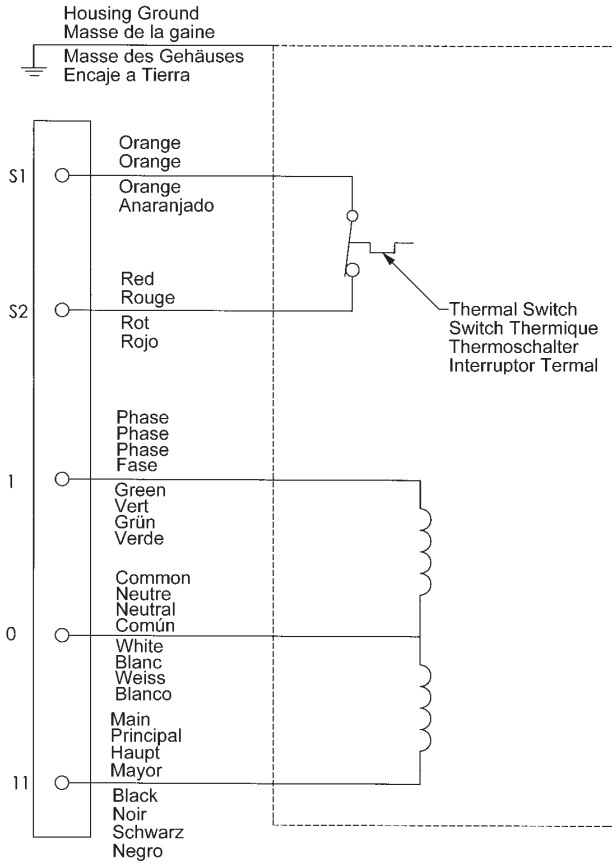 Housing Ground
Masse de la gaine
Masse des Gehäuses
Encaje a Tierra
Orange
Orange
S1
Orange
Anaranjado
Red
Rouge
S2
Rot
Rojo
Thermal Switch
Switch Thermique
Thermoschalter
Interruptor Termal
Phase
Phase
Phase
Fase
1
Green
Vert
Grün
Verde
Common
Neutre
Neutral
Común
0
White
Blanc
Weiss
Blanco
Main
Principal
Haupt
Mayor
11
Black
Noir
Schwarz
Negro